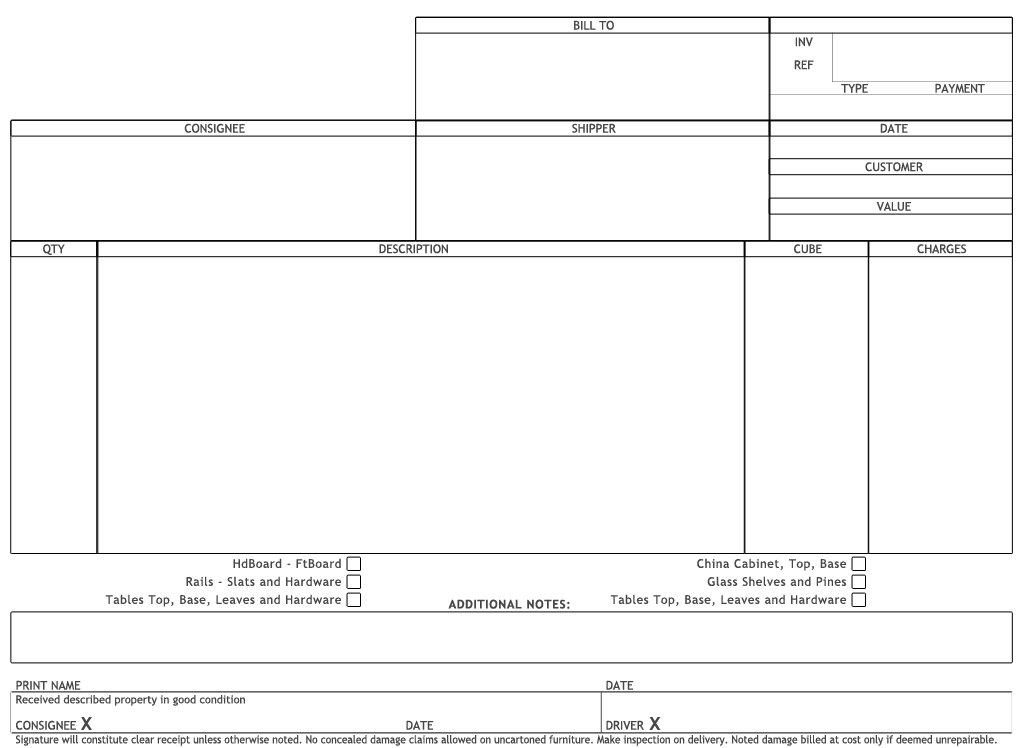 BILL TO
INV
REF
TYPE PAYMENT
CONSIGNEE SHIPPER DATE
CUSTOMER
VALUE
QTY DESCRIPTION CUBE CHARGES
HdBoard - FtBoard China Cabinet, Top, Base
Rails - Slats and Hardware Glass Shelves and Pines
Tables Top, Base, Leaves and Hardware Tables Top, Base, Leaves and Hardware
ADDITIONAL NOTES:
PRINT NAME DATE
Received described property in good condition
CONSIGNEE X DATE DRIVER X
Signature will constitute clear receipt unless otherwise noted. No concealed damage claims allowed on uncartoned furniture. Make inspection on delivery. Noted damage billed at cost only if deemed unrepairable.